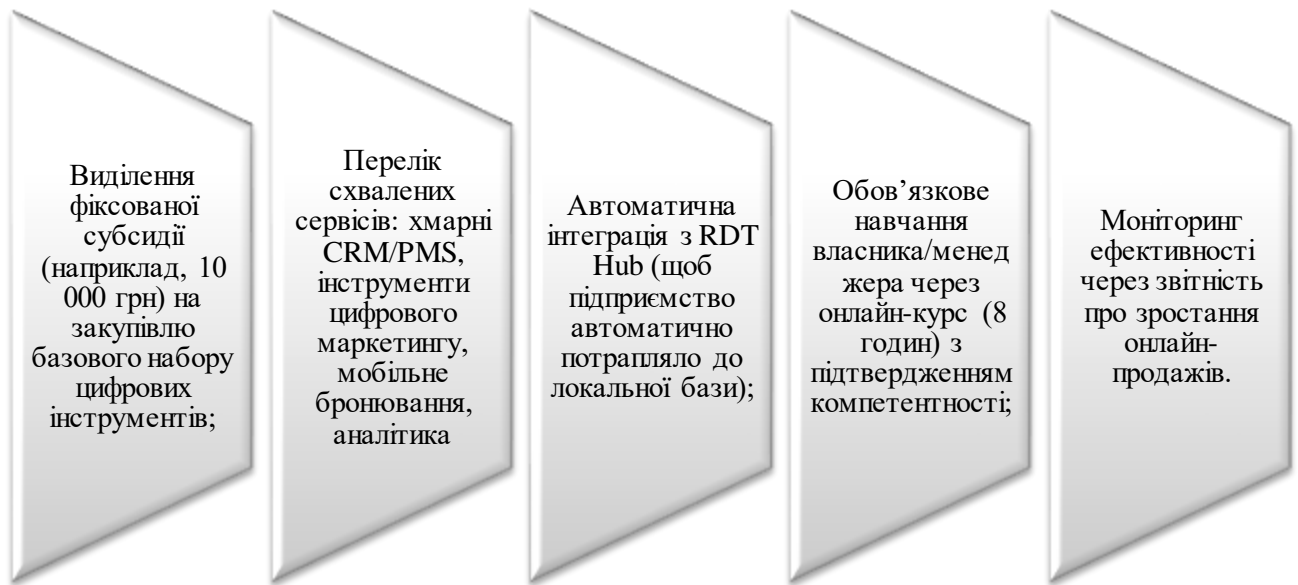 Виділення
фіксованої
субсидії
(наприклад, 10
000 грн) на
закупівлю
базового набору
цифрових
інструментів;
Перелік
схвалених
сервісів: хмарні
CRM/PMS,
інструменти
цифрового
маркетингу,
мобільне
бронювання,
аналітика
Автоматична
інтеграція з RDT
Hub (щоб
підприємство
автоматично
потрапляло до
локальної бази);
Обов’язкове
навчання
власника/менед
жера через
онлайн-курс (8
годин) з
підтвердженням
компетентності;
Моніторинг
ефективності
через звітність
про зростання
онлайн-
продажів.